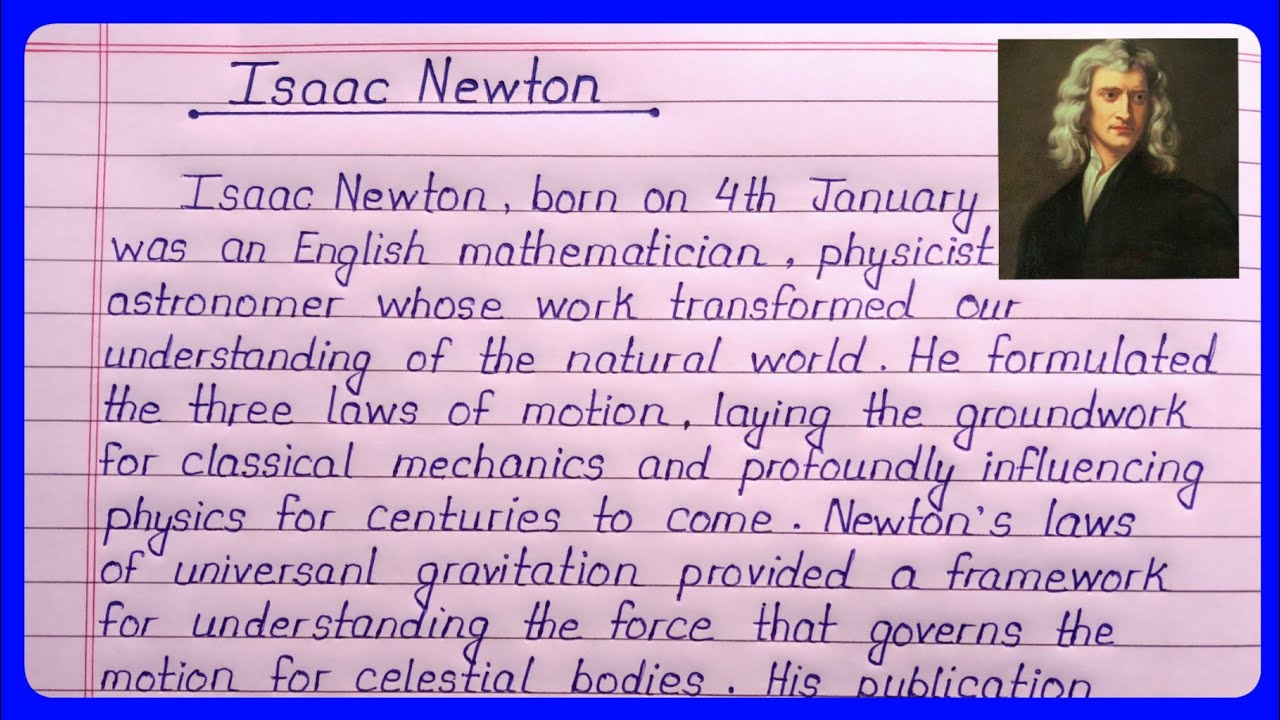 Isaac Newton
Isaac Newton, born on 4th January
was an English mathematician, physicist
astronomer whose work transformed our
understanding of the natural world. He formulated
the three laws of motion, laying the groundwork
for classical mechanics and profoundly influencing
physics for centuries to come. Newton's laws
of universanl gravitation provided a framework
for understanding the force that governs the
motion for celestial bodies. His publication